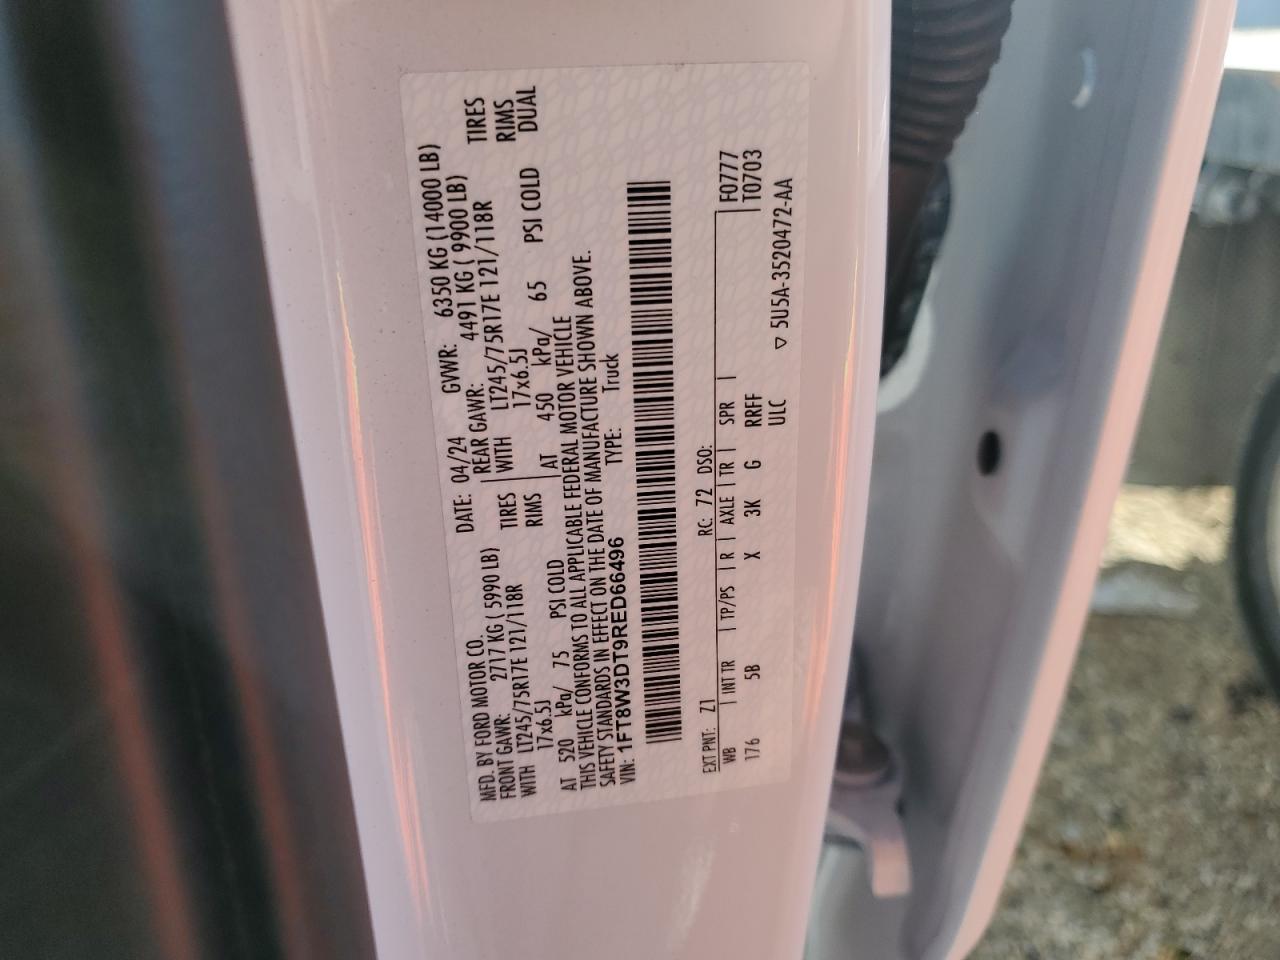 MFD. BY FORD MOTOR CO. DATE: 04/24 GVWR: 6350 KG (14000 LB)
FRONT GAWR: 2717 KG ( 5990 LB) REAR GAWR: 4491 KG ( 9900 LB)
WITH LT245/75R17E 121/118R TIRES WITH LT245/75R17E 121/118R TIRES
17x6.5J RIMS 17x6.5J RIMS
AT 520 kPa/ 75 PSI COLD AT 450 kPa/ 65 PSI COLD DUAL
THIS VEHICLE CONFORMS TO ALL APPLICABLE FEDERAL MOTOR VEHICLE
SAFETY STANDARDS IN EFFECT ON THE DATE OF MANUFACTURE SHOWN ABOVE.
VIN: 1FT8W3DT9RED66496 TYPE: Truck
EXT PNT: Z1 RC: 72 DSO: F0777
WB | INT TR | TP/PS | R | AXLE | TR | SPR | T0703
176 5B X 3K G RRFF
ULC ▽ 5U5A-3520472-AA